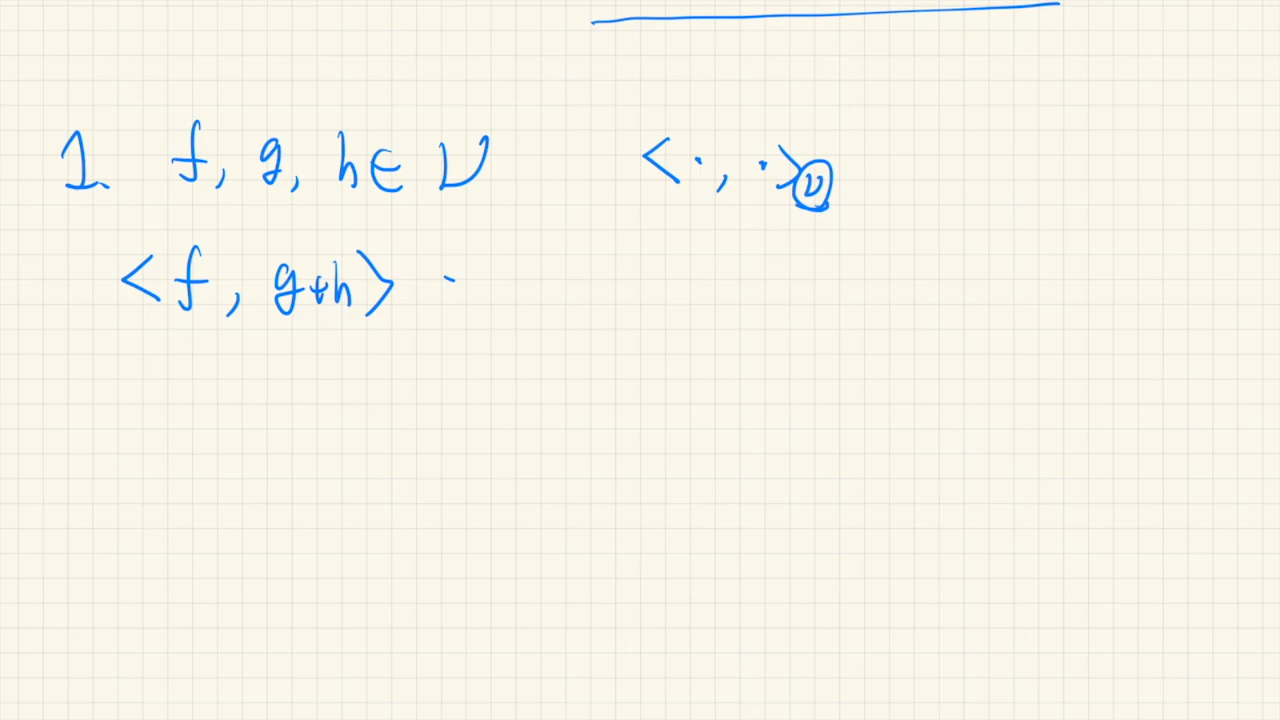 1. f, g, h ∈ V <·, ·>ᵥ
<f, g+h> -